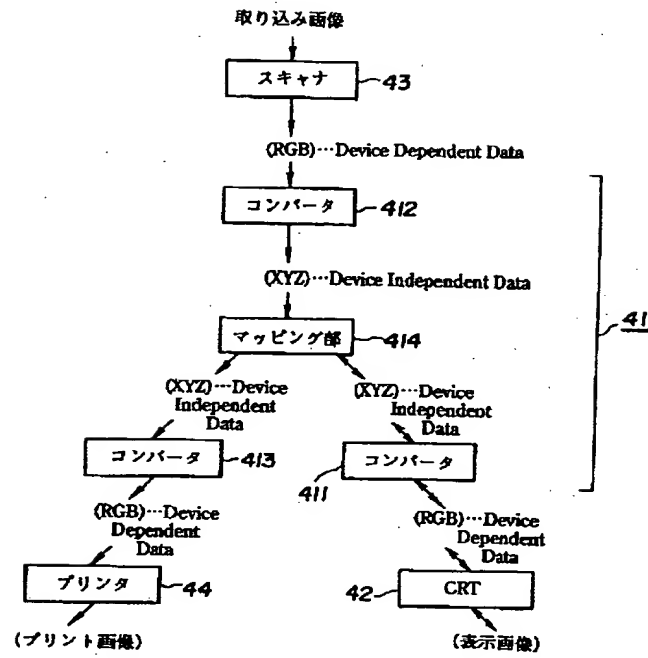 取り込み画像
スキャナ
43
(RGB)…Device Dependent Data
コンバータ
412
(XYZ)…Device Independent Data
マッピング部
414
41
(XYZ)…Device
Independent
Data
(XYZ)…Device
Independent
Data
コンバータ
413
コンバータ
411
(RGB)…Device
Dependent
Data
(RGB)…Device
Dependent
Data
プリンタ
44
42
CRT
(プリント画像)
(表示画像)